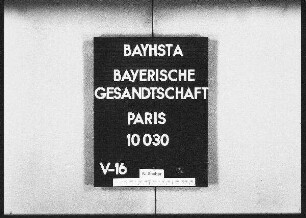 BAYHSTA
BAYERISCHE
GESANDTSCHAFT
PARIS
10 030
V-16